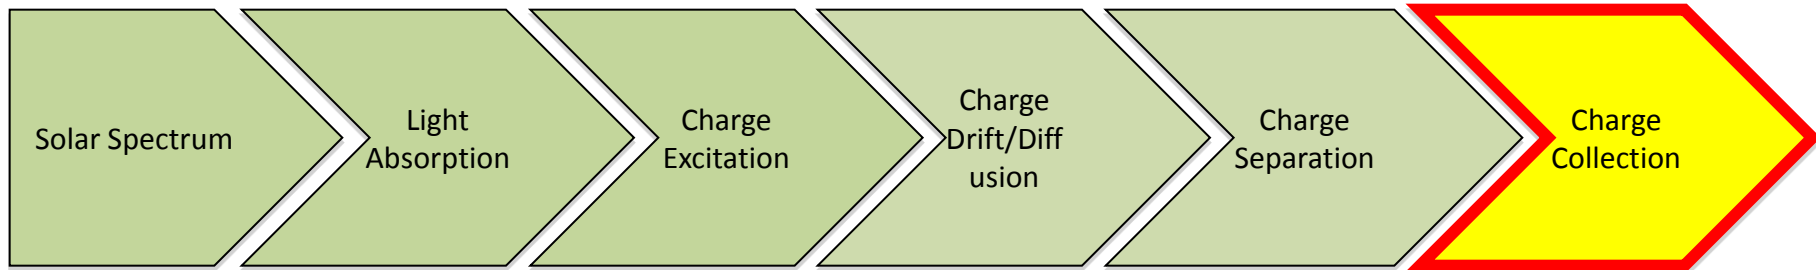 Solar Spectrum
Light
Absorption
Charge
Excitation
Charge
Drift/Diff
usion
Charge
Separation
Charge
Collection